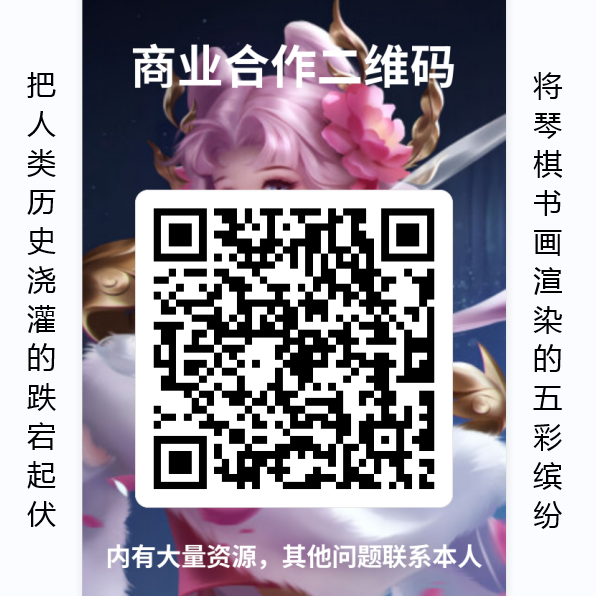 商业合作二维码
把人类历史浇灌的跌宕起伏
将琴棋书画渲染的五彩缤纷
内有大量资源，其他问题联系本人